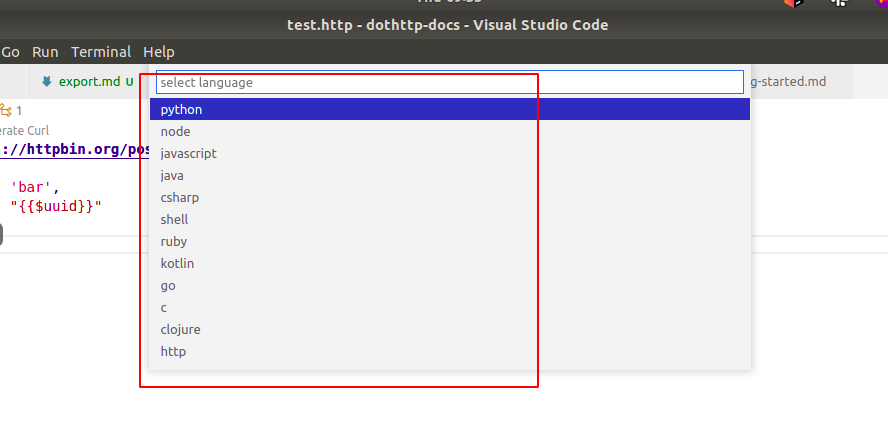 test.http - dothttp-docs - Visual Studio Code
Go Run Terminal Help
export.md U
g-started.md
select language
1
erate Curl
://httpbin.org/pos
'bar',
"{{$uuid}}"
python
node
javascript
java
csharp
shell
ruby
kotlin
go
c
clojure
http